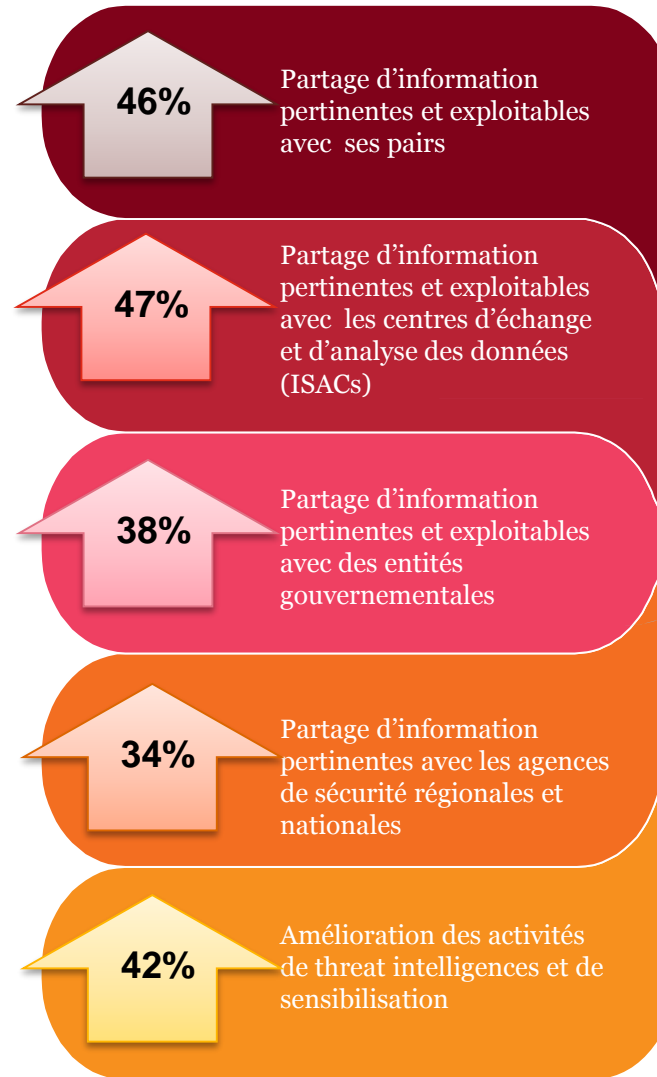 46%
Partage d’information
pertinentes et exploitables
avec  ses pairs
47%
Partage d’information
pertinentes et exploitables
avec  les centres d’échange
et d’analyse des données
(ISACs)
38%
Partage d’information
pertinentes et exploitables
avec des entités
gouvernementales
34%
Partage d’information
pertinentes avec les agences
de sécurité régionales et
nationales
42%
Amélioration des activités
de threat intelligences et de
sensibilisation